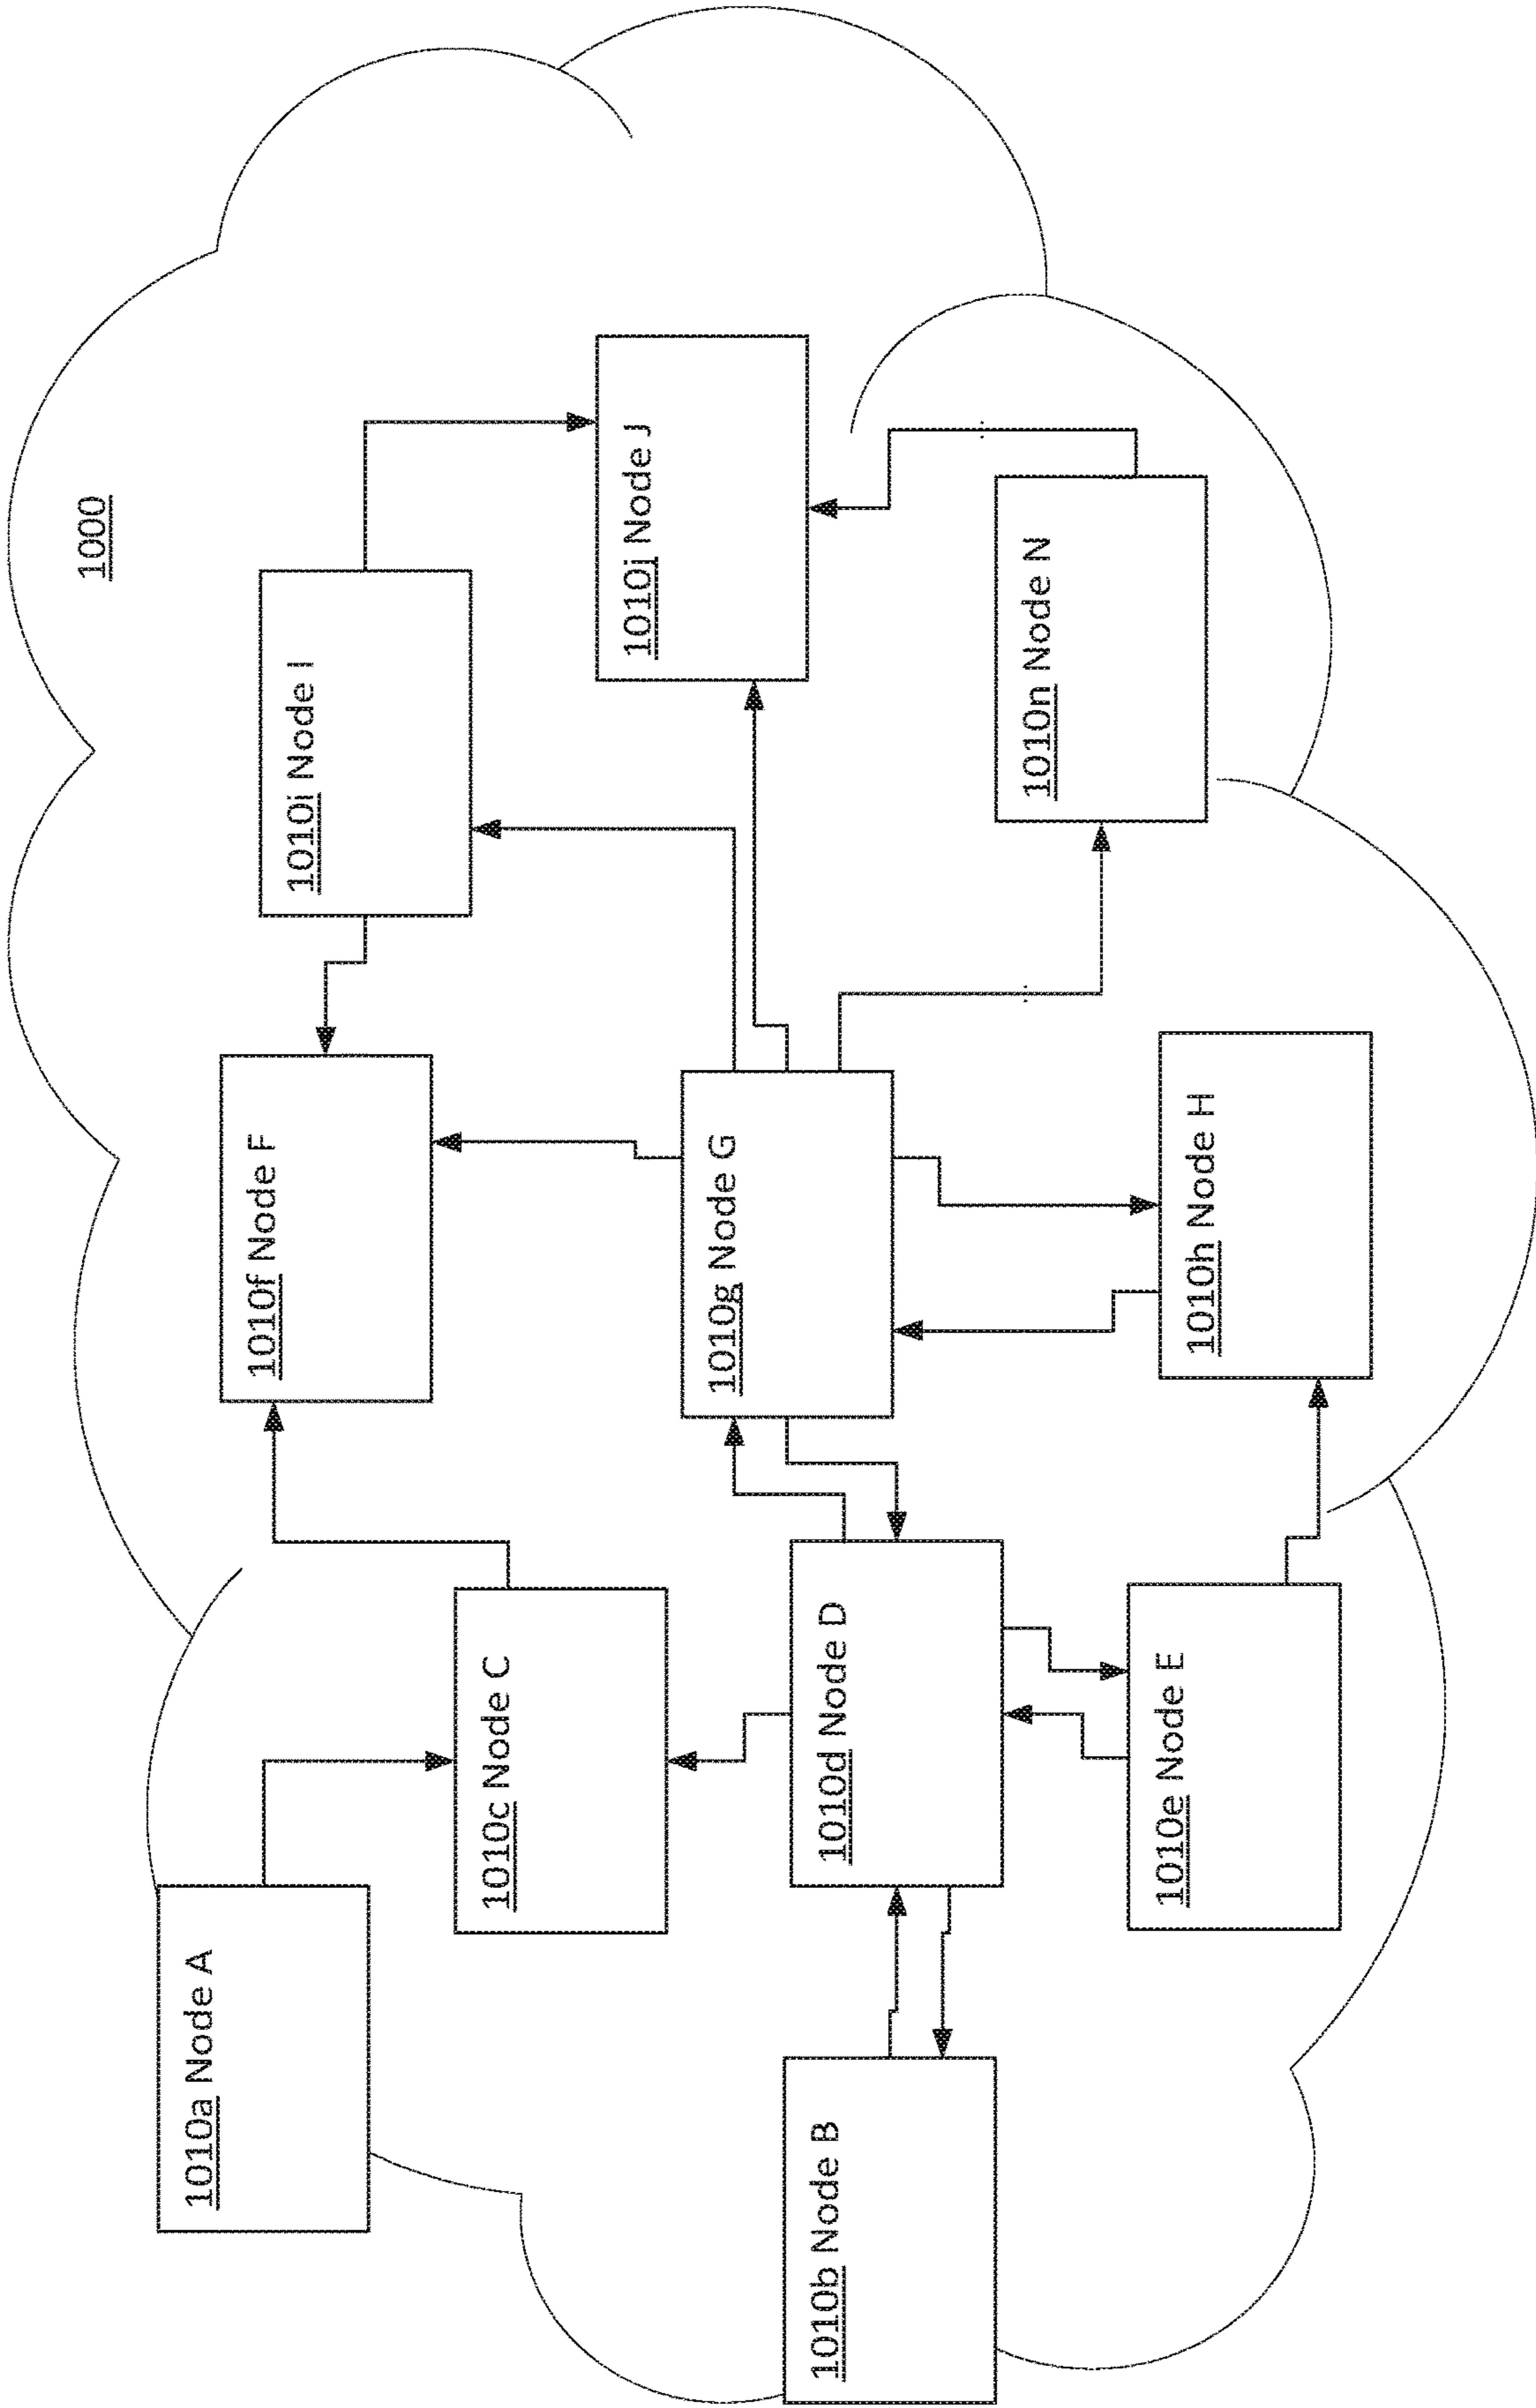 1000
1010a Node A
1010b Node B
1010c Node C
1010d Node D
1010e Node E
1010f Node F
1010g Node G
1010h Node H
1010i Node I
1010j Node J
1010n Node N